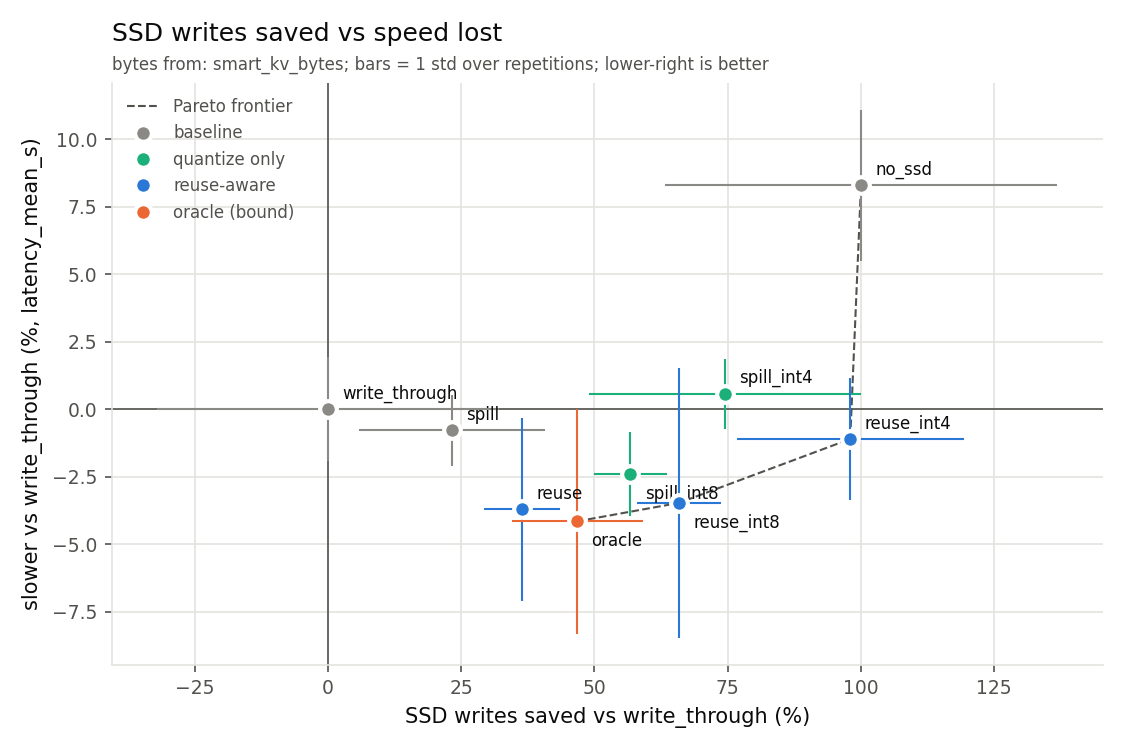 SSD writes saved vs speed lost
bytes from: smart_kv_bytes; bars = 1 std over repetitions; lower-right is better
Pareto frontier
baseline
quantize only
reuse-aware
oracle (bound)
slower vs write_through (%, latency_mean_s)
10.0
7.5
5.0
2.5
0.0
−2.5
−5.0
−7.5
no_ssd
write_through
spill
spill_int4
reuse_int4
reuse
spill_int8
reuse_int8
oracle
−25
0
25
50
75
100
125
SSD writes saved vs write_through (%)